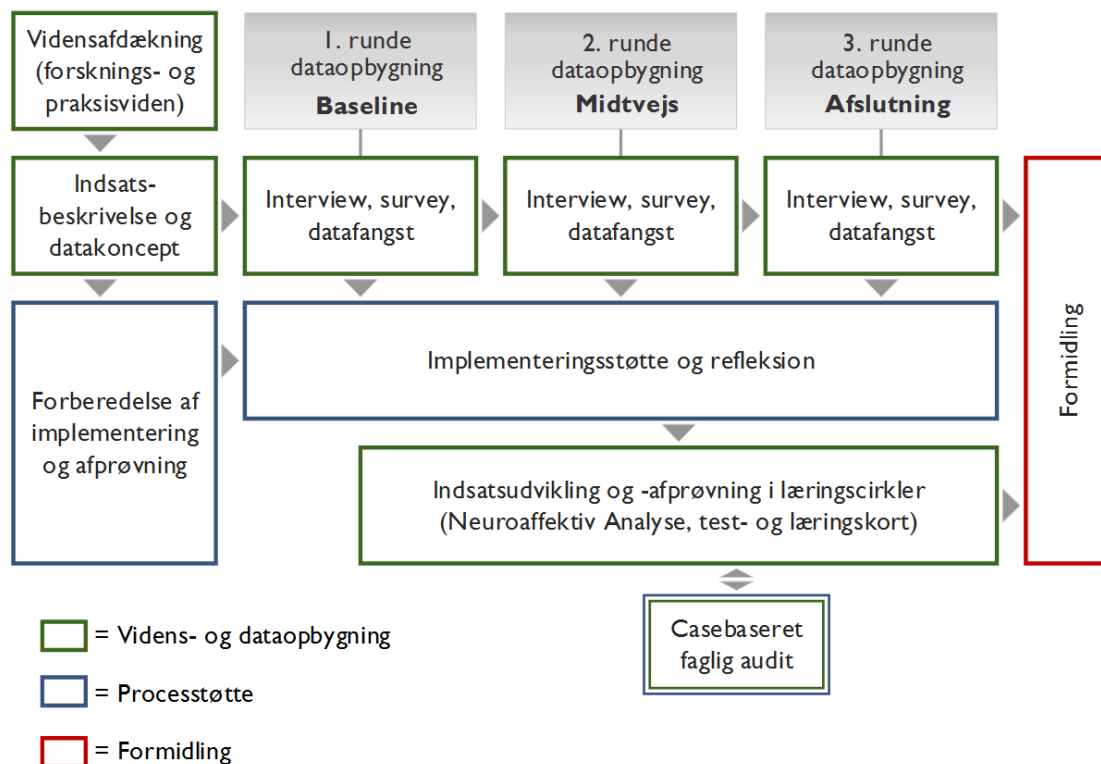 Vidensafdækning
(forsknings- og
praksisviden)
1. runde
dataopbygning
Baseline
2. runde
dataopbygning
Midtvejs
3. runde
dataopbygning
Afslutning
Indsats-
beskrivelse og
datakoncept
Interview, survey,
datafangst
Interview, survey,
datafangst
Interview, survey,
datafangst
Formidling
Forberedelse af
implementering
og afprøvning
Implementeringsstøtte og refleksion
Indsatsudvikling og -afprøvning i læringscirkler
(Neuroaffektiv Analyse, test- og læringskort)
Casebaseret
faglig audit
= Videns- og dataopbygning
= Processtøtte
= Formidling